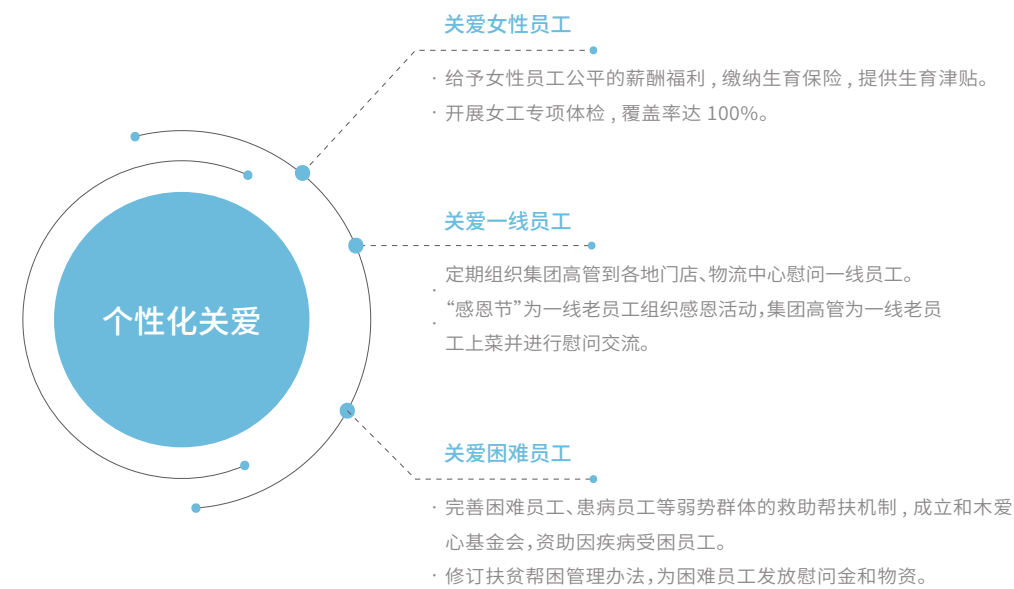 关爱女性员工
· 给予女性员工公平的薪酬福利 , 缴纳生育保险 , 提供生育津贴。
· 开展女工专项体检 , 覆盖率达 100%。
个性化关爱
关爱一线员工
· 定期组织集团高管到各地门店、物流中心慰问一线员工。
· “感恩节”为一线老员工组织感恩活动,集团高管为一线老员
工上菜并进行慰问交流。
关爱困难员工
· 完善困难员工、患病员工等弱势群体的救助帮扶机制 , 成立和木爱
心基金会,资助因疾病受困员工。
· 修订扶贫帮困管理办法,为困难员工发放慰问金和物资。